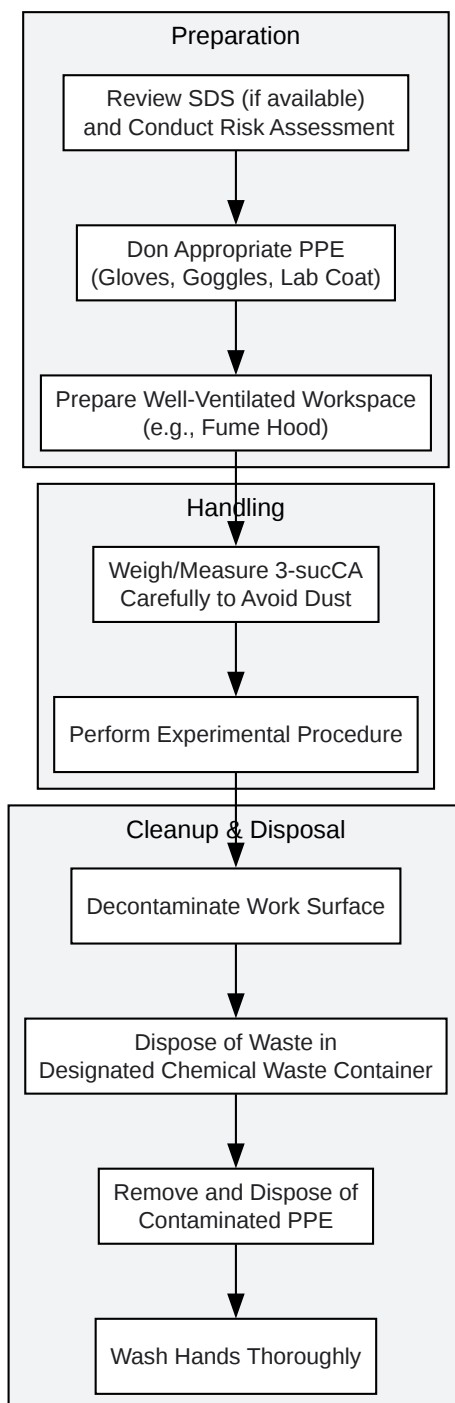 Preparation
Review SDS (if available)
and Conduct Risk Assessment
Don Appropriate PPE
(Gloves, Goggles, Lab Coat)
Prepare Well-Ventilated Workspace
(e.g., Fume Hood)
Handling
Weigh/Measure 3-sucCA
Carefully to Avoid Dust
Perform Experimental Procedure
Cleanup & Disposal
Decontaminate Work Surface
Dispose of Waste in
Designated Chemical Waste Container
Remove and Dispose of
Contaminated PPE
Wash Hands Thoroughly